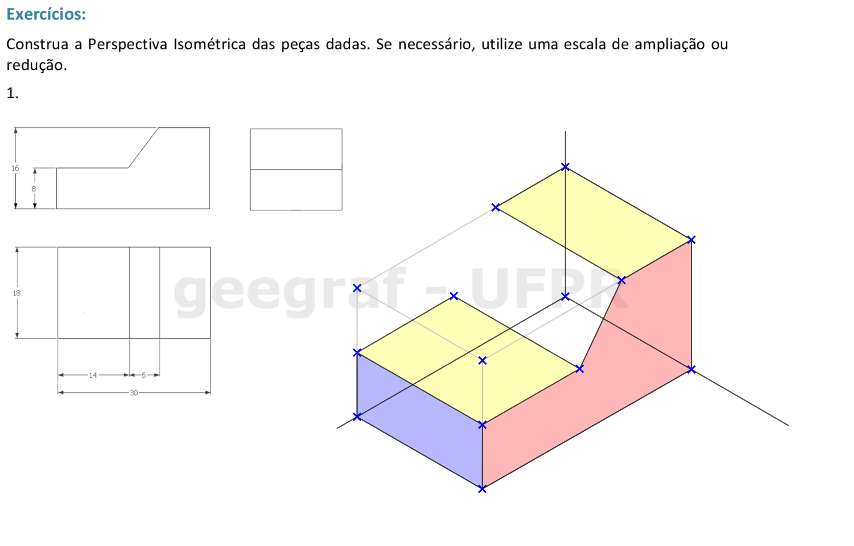 Exercícios:
Construa a Perspectiva Isométrica das peças dadas. Se necessário, utilize uma escala de ampliação ou
redução.
1.
16
8
18
geegraf - UFPR
14
6
30